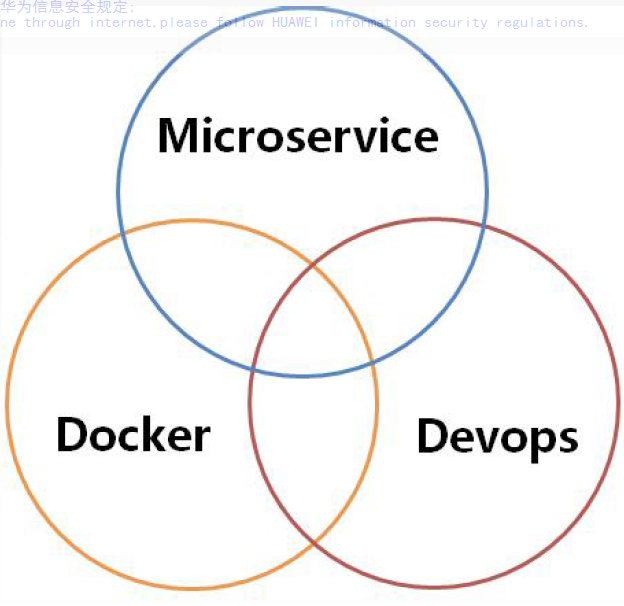 华为信息安全规定;
ne through internet,please follow HUAWEI information security regulations.
Microservice
Docker
Devops